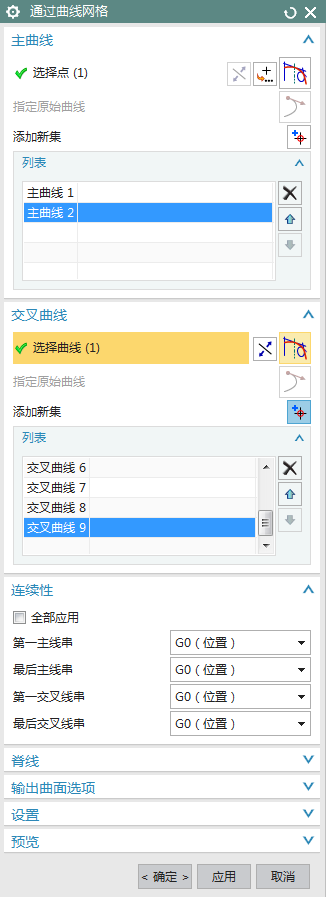 通过曲线网格
主曲线
选择点 (1)
指定原始曲线
添加新集
列表
主曲线 1
主曲线 2
交叉曲线
选择曲线 (1)
指定原始曲线
添加新集
列表
交叉曲线 6
交叉曲线 7
交叉曲线 8
交叉曲线 9
连续性
全部应用
第一主线串 G0（位置）
最后主线串 G0（位置）
第一交叉线串 G0（位置）
最后交叉线串 G0（位置）
脊线
输出曲面选项
设置
预览
< 确定 > 应用 取消